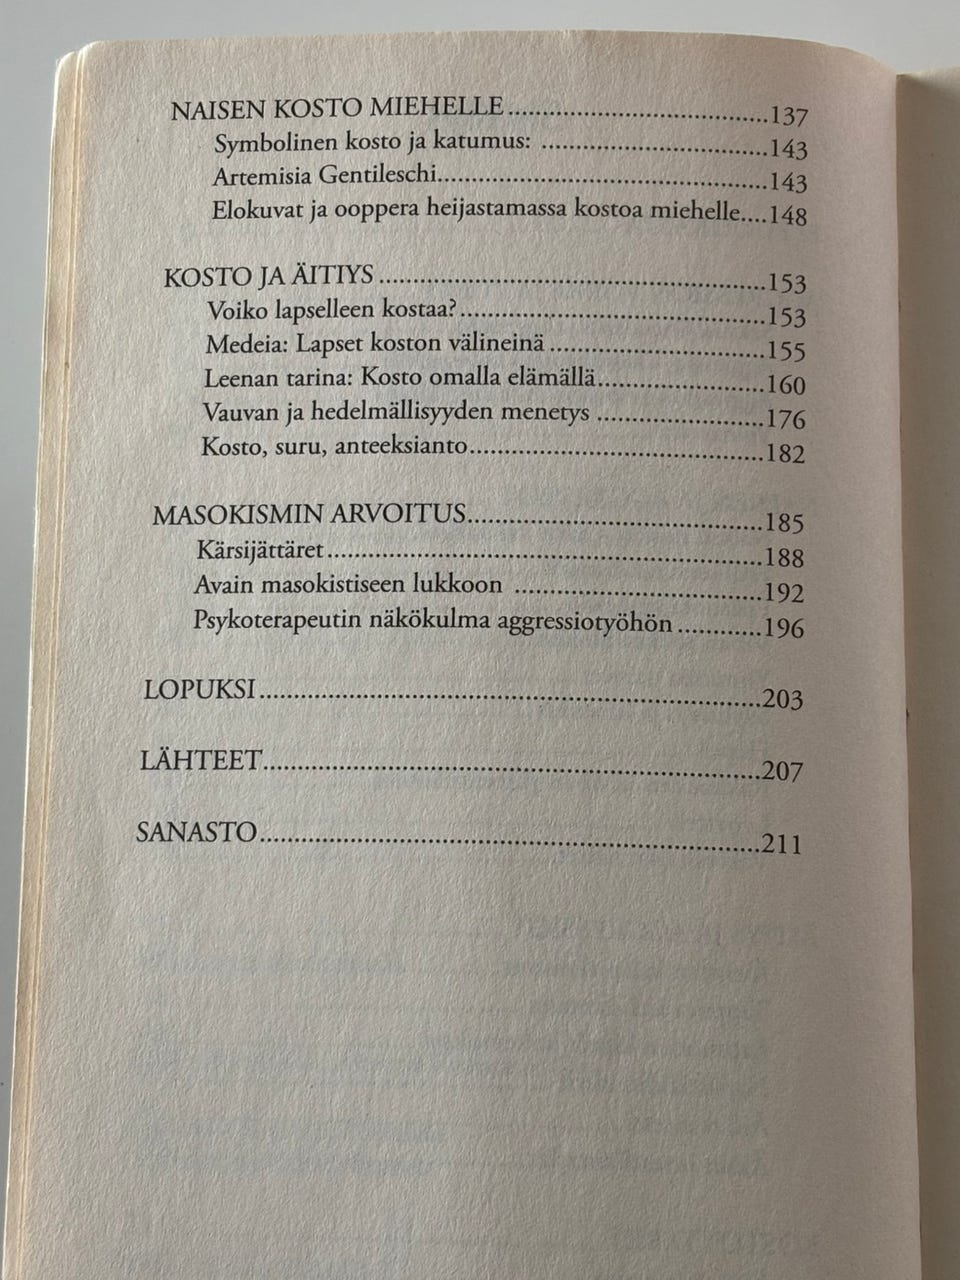 NAISEN KOSTO MIEHELLE..........................................137
Symbolinen kosto ja katumus: ....................................143
Artemisia Gentileschi....................................................143
Elokuvat ja ooppera heijastamassa kostoa miehelle....148
KOSTO JA ÄITIYS .............................................................153
Voiko lapselleen kostaa?................................................153
Medeia: Lapset koston välineinä ..................................155
Leenan tarina: Kosto omalla elämällä..........................160
Vauvan ja hedelmällisyyden menetys ..........................176
Kosto, suru, anteeksianto..............................................182
MASOKISMIN ARVOITUS..............................................185
Kärsijättäret....................................................................188
Avain masokistiseen lukkoon .......................................192
Psykoterapeutin näkökulma aggressiotyöhön.............196
LOPUKSI...............................................................................203
LÄHTEET..............................................................................207
SANASTO..............................................................................211